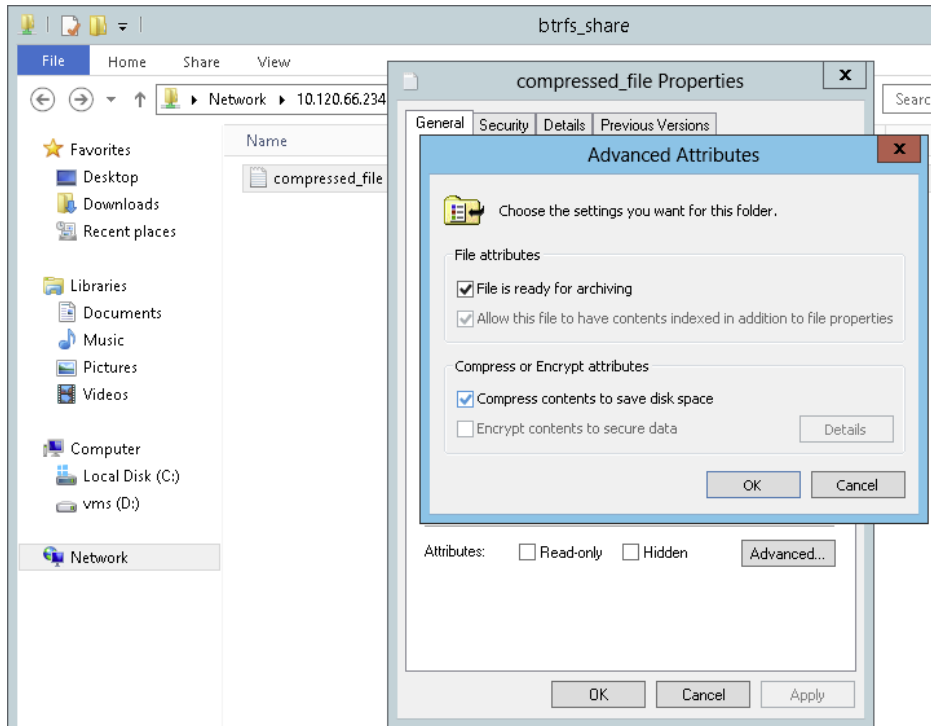 btrfs_share
File Home Share View
Network 10.120.66.234
Searc
Favorites
Desktop
Downloads
Recent places
Libraries
Documents
Music
Pictures
Videos
Computer
Local Disk (C:)
vms (D:)
Network
Name
compressed_file
compressed_file Properties
x
General Security Details Previous Versions
Advanced Attributes
x
Choose the settings you want for this folder.
File attributes
File is ready for archiving
Allow this file to have contents indexed in addition to file properties
Compress or Encrypt attributes
Compress contents to save disk space
Encrypt contents to secure data
Details
OK Cancel
Attributes: Read-only Hidden Advanced...
OK Cancel Apply